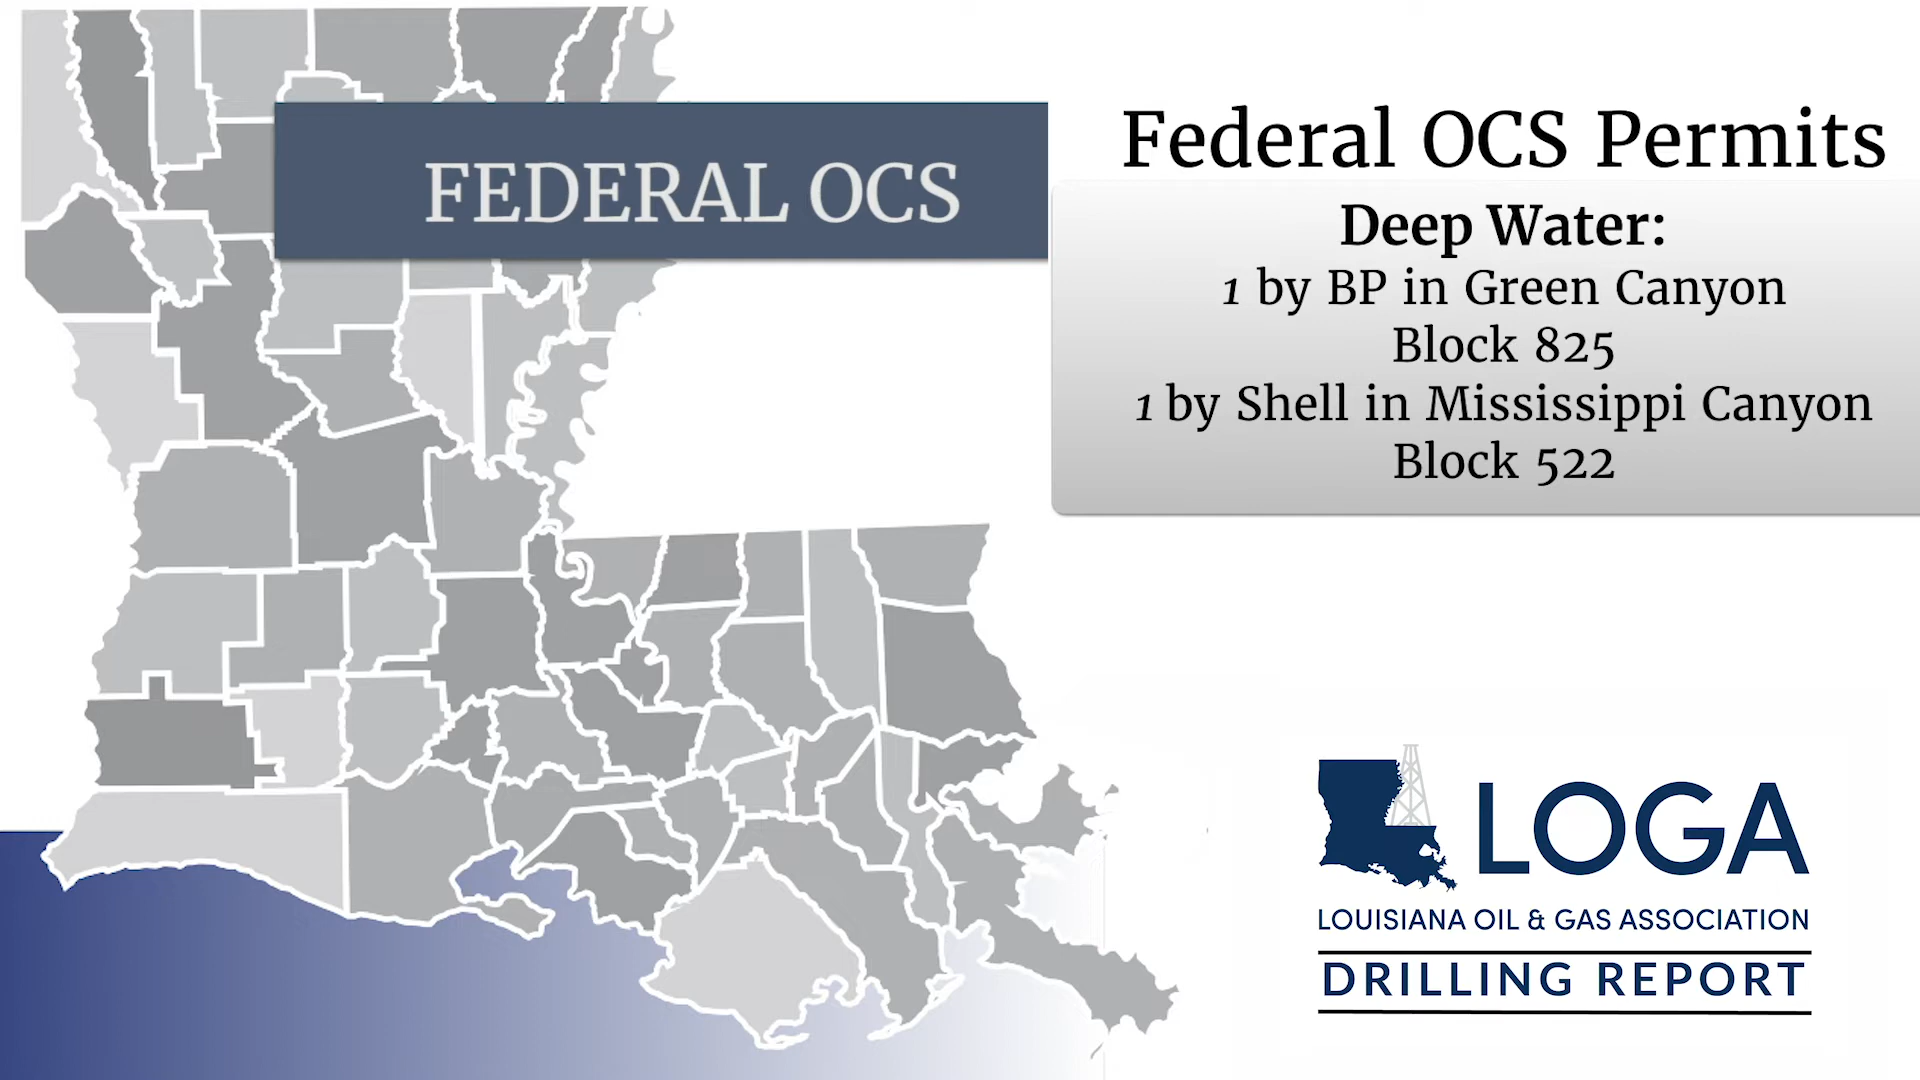 FEDERAL OCS
Federal OCS Permits
Deep Water:
1 by BP in Green Canyon
Block 825
1 by Shell in Mississippi Canyon
Block 522
LOGA
LOUISIANA OIL & GAS ASSOCIATION
DRILLING REPORT